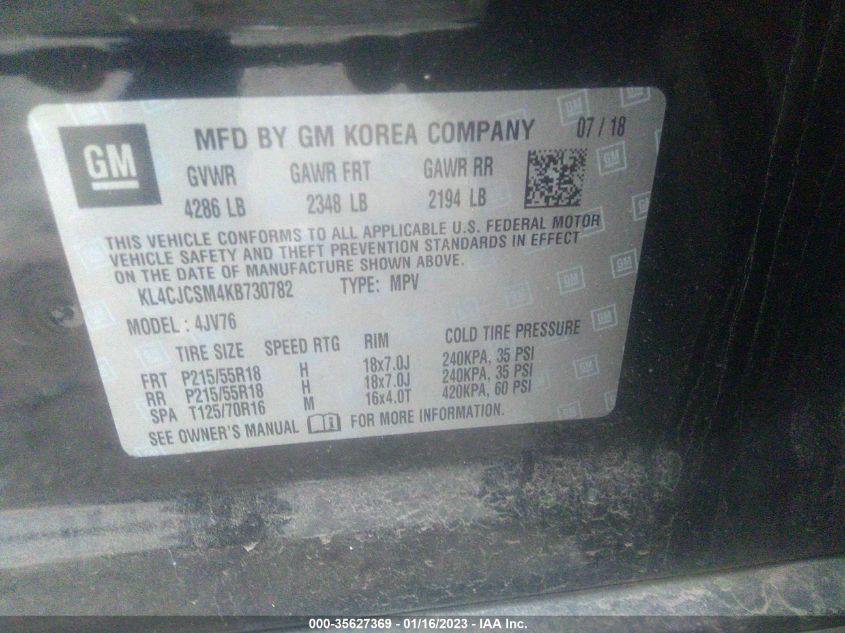 GM
MFD BY GM KOREA COMPANY 07 / 18
GVWR GAWR FRT GAWR RR
4286 LB 2348 LB 2194 LB
THIS VEHICLE CONFORMS TO ALL APPLICABLE U.S. FEDERAL MOTOR
VEHICLE SAFETY AND THEFT PREVENTION STANDARDS IN EFFECT
ON THE DATE OF MANUFACTURE SHOWN ABOVE.
KL4CJCSM4KB730782 TYPE: MPV
MODEL : 4JV76
TIRE SIZE SPEED RTG RIM COLD TIRE PRESSURE
FRT P215/55R18 H 18x7.0J 240KPA, 35 PSI
RR P215/55R18 H 18x7.0J 240KPA, 35 PSI
SPA T125/70R16 M 16x4.0T 420KPA, 60 PSI
SEE OWNER'S MANUAL FOR MORE INFORMATION.
000-35627369 - 01/16/2023 - IAA Inc.